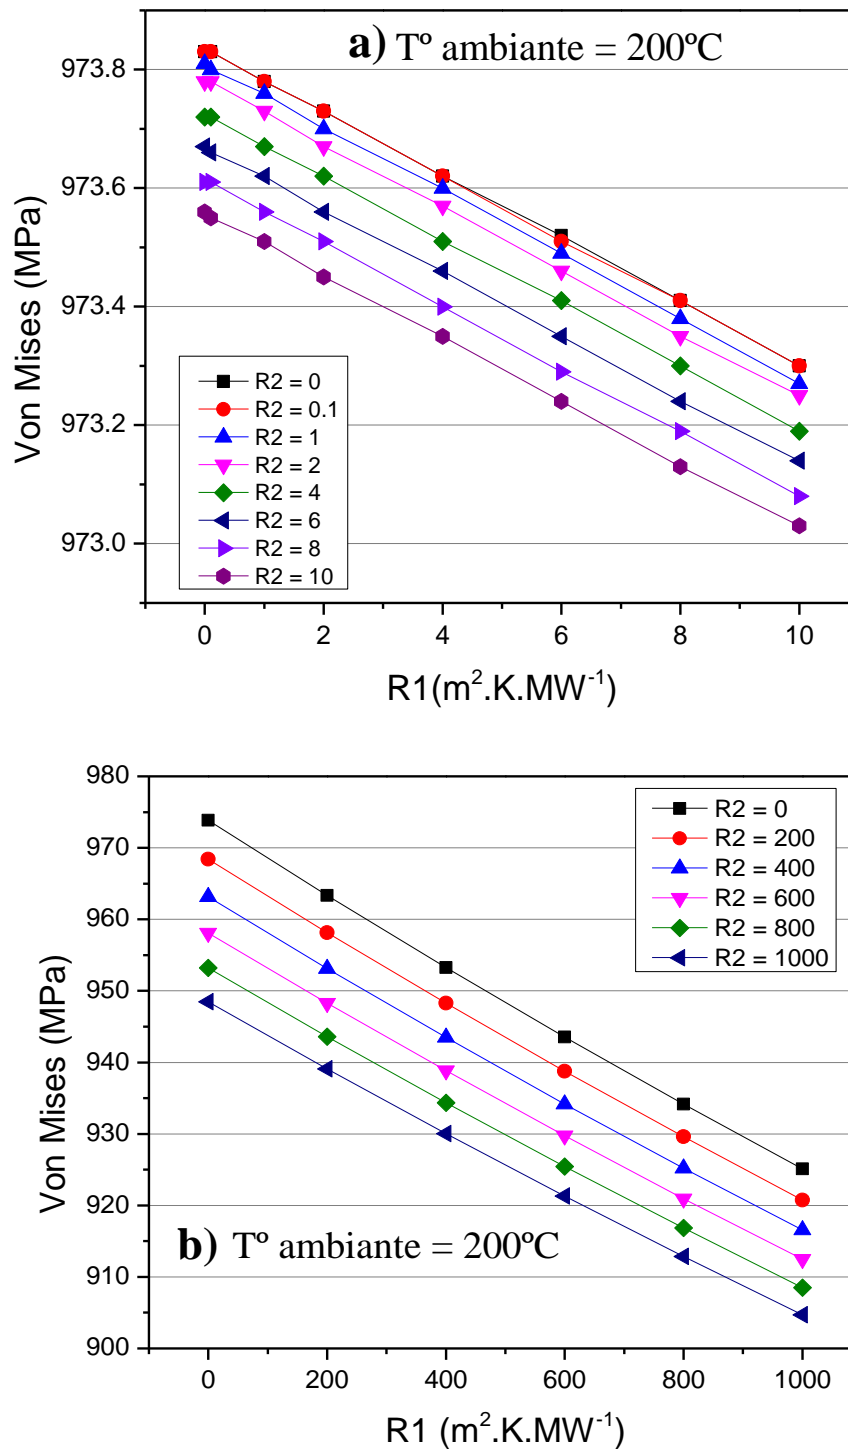 a) Tº ambiante = 200ºC
973.8
973.6
973.4
973.2
973.0
Von Mises (MPa)
R2 = 0
R2 = 0.1
R2 = 1
R2 = 2
R2 = 4
R2 = 6
R2 = 8
R2 = 10
0 2 4 6 8 10
R1(m².K.MW⁻¹)
980
970
960
950
940
930
920
910
900
Von Mises (MPa)
R2 = 0
R2 = 200
R2 = 400
R2 = 600
R2 = 800
R2 = 1000
b) Tº ambiante = 200ºC
0 200 400 600 800 1000
R1 (m².K.MW⁻¹)